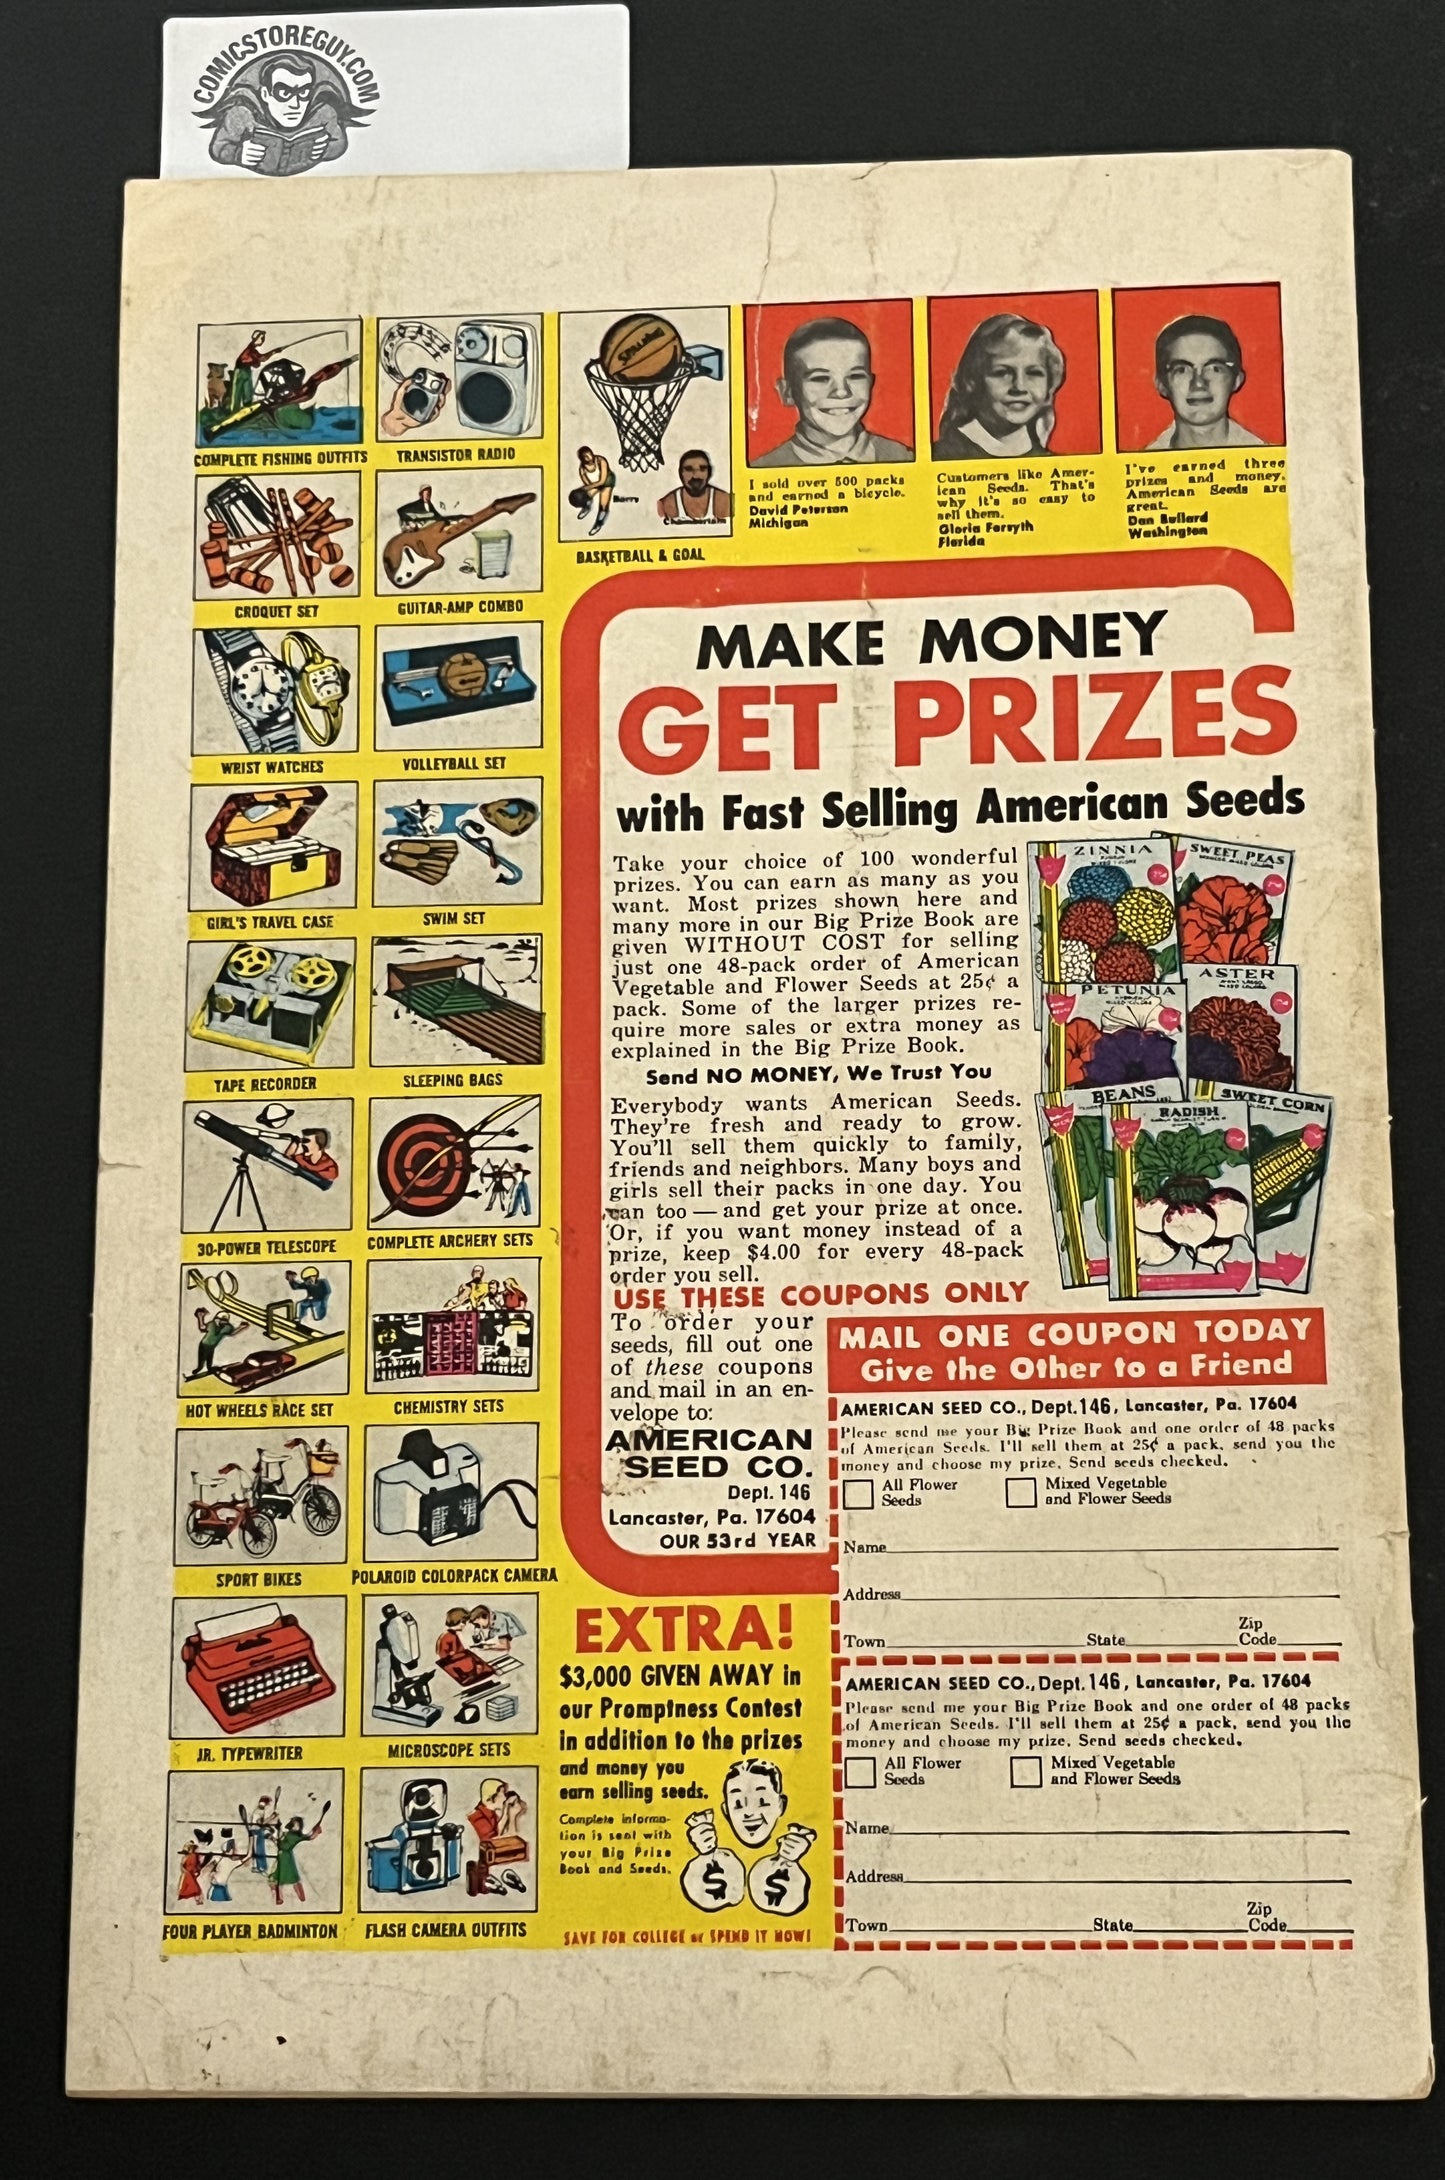 COMICSTOREGUY.COM
COMPLETE FISHING OUTFITS
TRANSISTOR RADIO
SPALDING
Barry
Chamberlain
BASKETBALL & GOAL
I sold over 500 packs
and earned a bicycle.
David Peterson
Michigan
Customers like Amer-
ican Seeds. That's
why it's so easy to
sell them.
Gloria Forsyth
Florida
I've earned three
prizes and money.
American Seeds are
great.
Dan Bullard
Washington
CROQUET SET
GUITAR-AMP COMBO
WRIST WATCHES
VOLLEYBALL SET
GIRL'S TRAVEL CASE
SWIM SET
TAPE RECORDER
SLEEPING BAGS
30-POWER TELESCOPE
COMPLETE ARCHERY SETS
HOT WHEELS RACE SET
CHEMISTRY SETS
SPORT BIKES
POLAROID COLORPACK CAMERA
JR. TYPEWRITER
MICROSCOPE SETS
FOUR PLAYER BADMINTON
FLASH CAMERA OUTFITS
MAKE MONEY
GET PRIZES
with Fast Selling American Seeds
Take your choice of 100 wonderful
prizes. You can earn as many as you
want. Most prizes shown here and
many more in our Big Prize Book are
given WITHOUT COST for selling
just one 48-pack order of American
Vegetable and Flower Seeds at 25¢ a
pack. Some of the larger prizes re-
quire more sales or extra money as
explained in the Big Prize Book.
Send NO MONEY, We Trust You
Everybody wants American Seeds.
They're fresh and ready to grow.
You'll sell them quickly to family,
friends and neighbors. Many boys and
girls sell their packs in one day. You
can too — and get your prize at once.
Or, if you want money instead of a
prize, keep $4.00 for every 48-pack
order you sell.
ZINNIA
SWEET PEAS
PETUNIA
ASTER
BEANS
RADISH
SWEET CORN
USE THESE COUPONS ONLY
To order your
seeds, fill out one
of these coupons
and mail in an en-
velope to:
AMERICAN
SEED CO.
Dept. 146
Lancaster, Pa. 17604
OUR 53rd YEAR
MAIL ONE COUPON TODAY
Give the Other to a Friend
AMERICAN SEED CO., Dept. 146, Lancaster, Pa. 17604
Please send me your Big Prize Book and one order of 48 packs
of American Seeds. I'll sell them at 25¢ a pack, send you the
money and choose my prize. Send seeds checked.
All Flower Seeds
Mixed Vegetable and Flower Seeds
Name
Address
Town State Zip Code
AMERICAN SEED CO., Dept. 146, Lancaster, Pa. 17604
Please send me your Big Prize Book and one order of 48 packs
of American Seeds. I'll sell them at 25¢ a pack, send you the
money and choose my prize. Send seeds checked.
All Flower Seeds
Mixed Vegetable and Flower Seeds
Name
Address
Town State Zip Code
EXTRA!
$3,000 GIVEN AWAY in
our Promptness Contest
in addition to the prizes
and money you
earn selling seeds.
Complete informa-
tion is sent with
your Big Prize
Book and Seeds.
$ $
SAVE FOR COLLEGE or SPEND IT NOW!